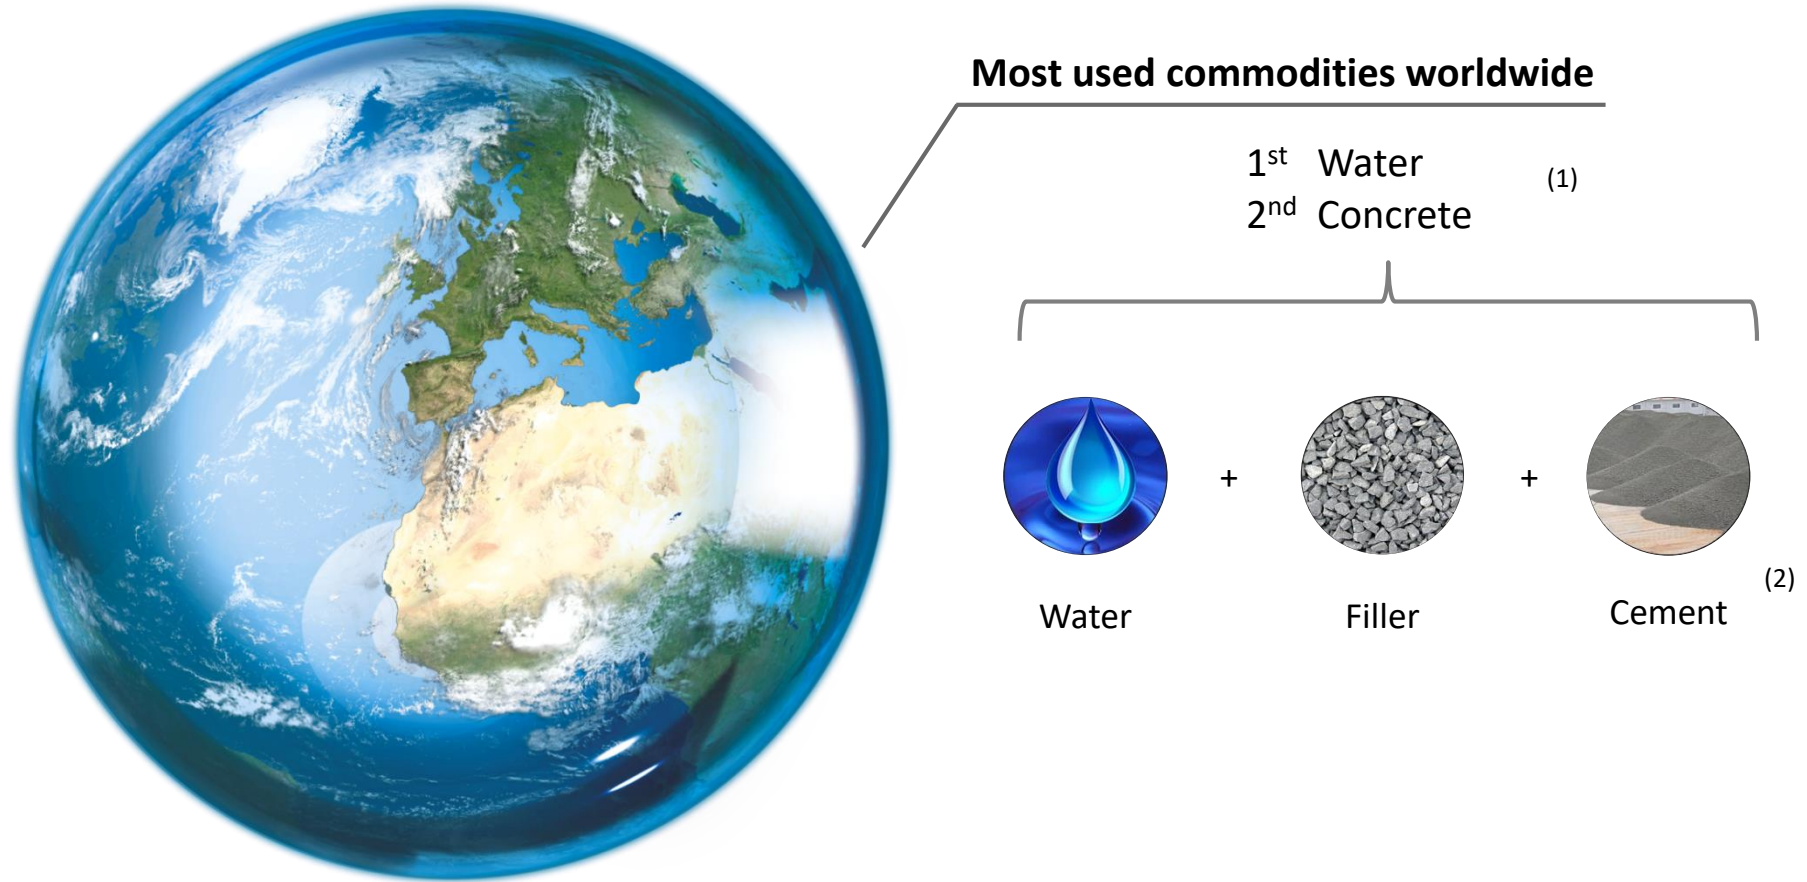 Most used commodities worldwide
1st Water
(1)
2nd Concrete
+
+
(2)
Water
Filler
Cement